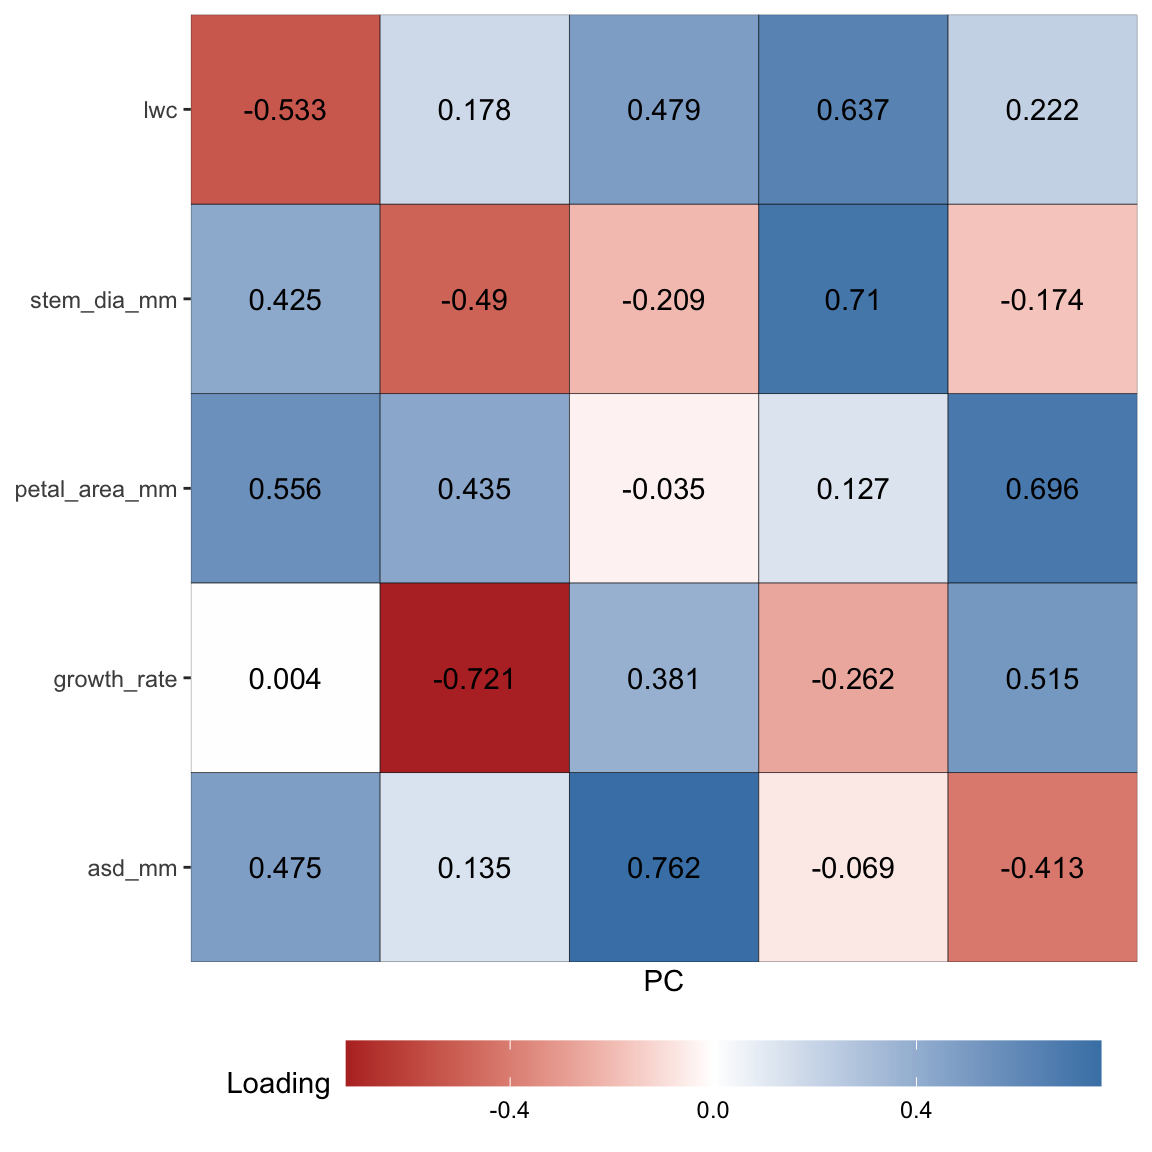 lwc -0.533 0.178 0.479 0.637 0.222
stem_dia_mm 0.425 -0.49 -0.209 0.71 -0.174
petal_area_mm 0.556 0.435 -0.035 0.127 0.696
growth_rate 0.004 -0.721 0.381 -0.262 0.515
asd_mm 0.475 0.135 0.762 -0.069 -0.413
PC
Loading
-0.4 0.0 0.4